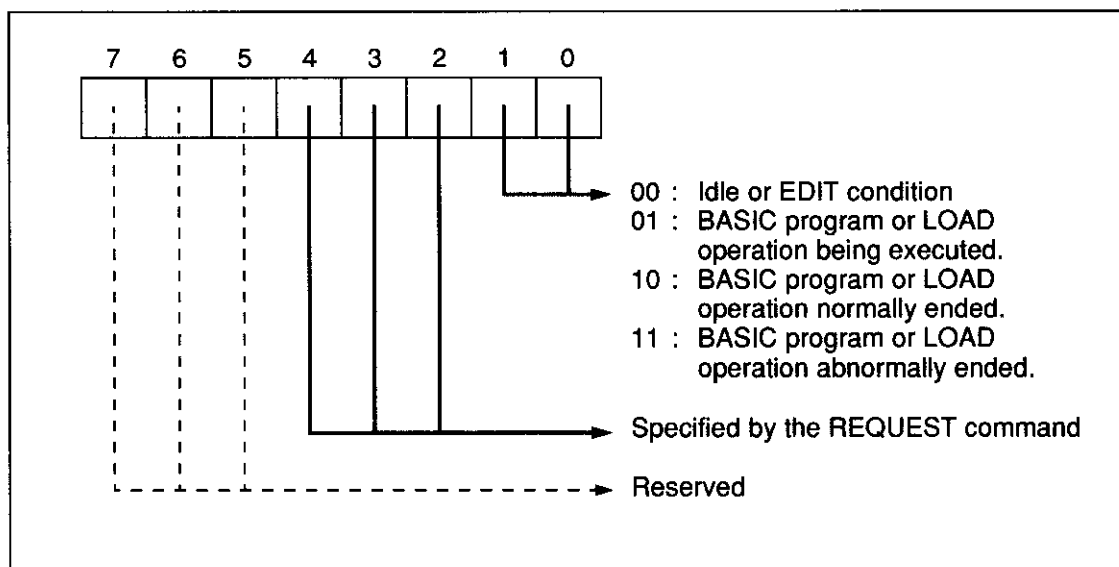 7 6 5 4 3 2 1 0
00 : Idle or EDIT condition
01 : BASIC program or LOAD
operation being executed.
10 : BASIC program or LOAD
operation normally ended.
11 : BASIC program or LOAD
operation abnormally ended.
Specified by the REQUEST command
Reserved